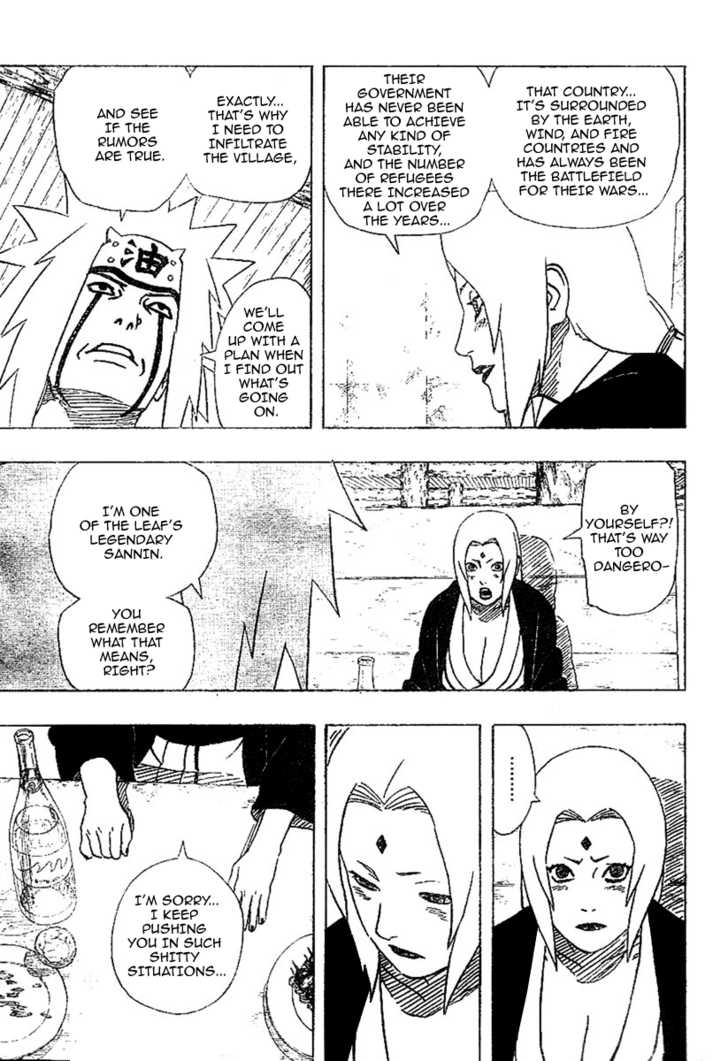 THAT COUNTRY...
IT'S SURROUNDED
BY THE EARTH,
WIND, AND FIRE
COUNTRIES AND
HAS ALWAYS BEEN
THE BATTLEFIELD
FOR THEIR WARS...
THEIR
GOVERNMENT
HAS NEVER BEEN
ABLE TO ACHIEVE
ANY KIND OF
STABILITY,
AND THE NUMBER
OF REFUGEES
THERE INCREASED
A LOT OVER
THE YEARS...
EXACTLY...
THAT'S WHY
I NEED TO
INFILTRATE
THE VILLAGE,
AND SEE
IF THE
RUMORS
ARE TRUE.
油
WE'LL
COME
UP WITH A
PLAN WHEN
I FIND OUT
WHAT'S
GOING
ON.
BY
YOURSELF?!
THAT'S WAY
TOO
DANGERO-
I'M ONE
OF THE LEAF'S
LEGENDARY
SANNIN.
YOU
REMEMBER
WHAT THAT
MEANS,
RIGHT?
.........
I'M SORRY...
I KEEP
PUSHING
YOU IN SUCH
SHITTY
SITUATIONS...